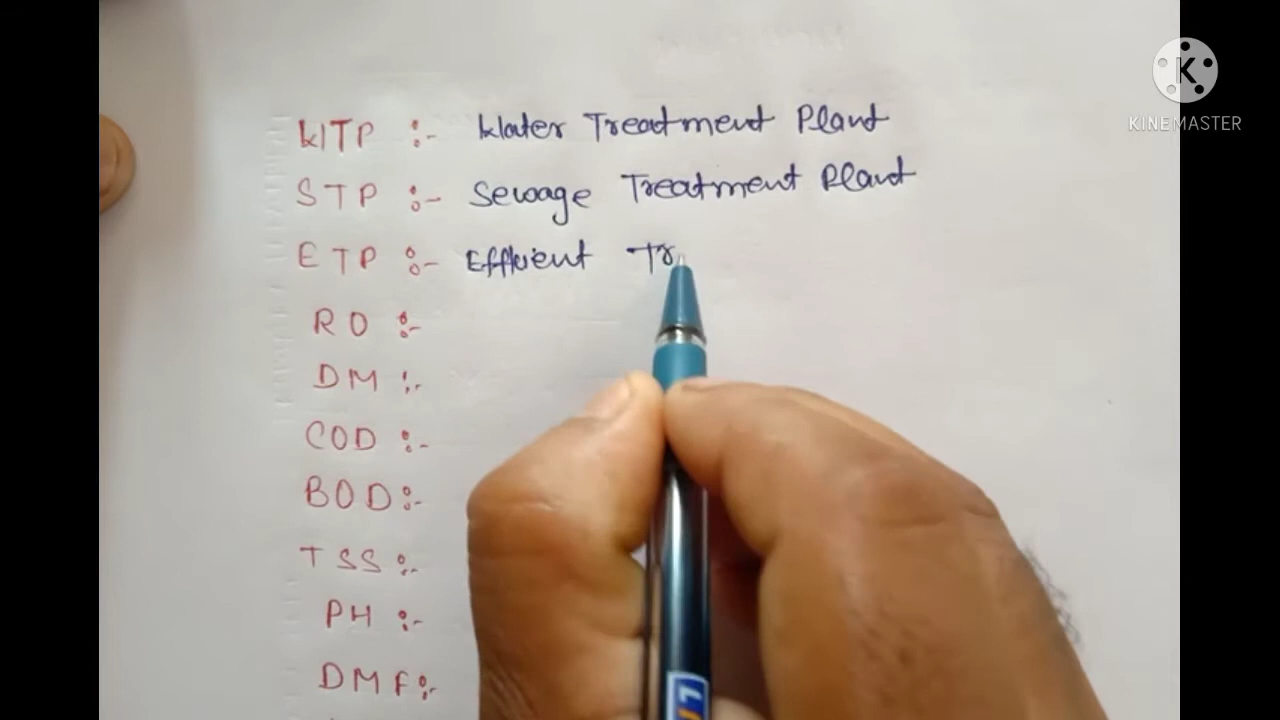 WTP :- Water Treatment Plant
STP :- Sewage Treatment Plant
ETP :- Effluent Tr
RO :-
DM :-
COD :-
BOD :-
TSS :-
PH :-
DMF :-
KINEMASTER